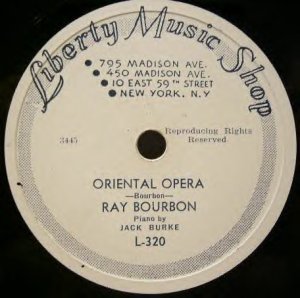 Liberty Music Shop
• 795 MADISON AVE.
• 450 MADISON AVE.
• 10 EAST 59TH STREET
• NEW YORK. N.Y
3445
Reproducing Rights
Reserved
ORIENTAL OPERA
—Bourbon—
RAY BOURBON
Piano by
JACK BURKE
L-320